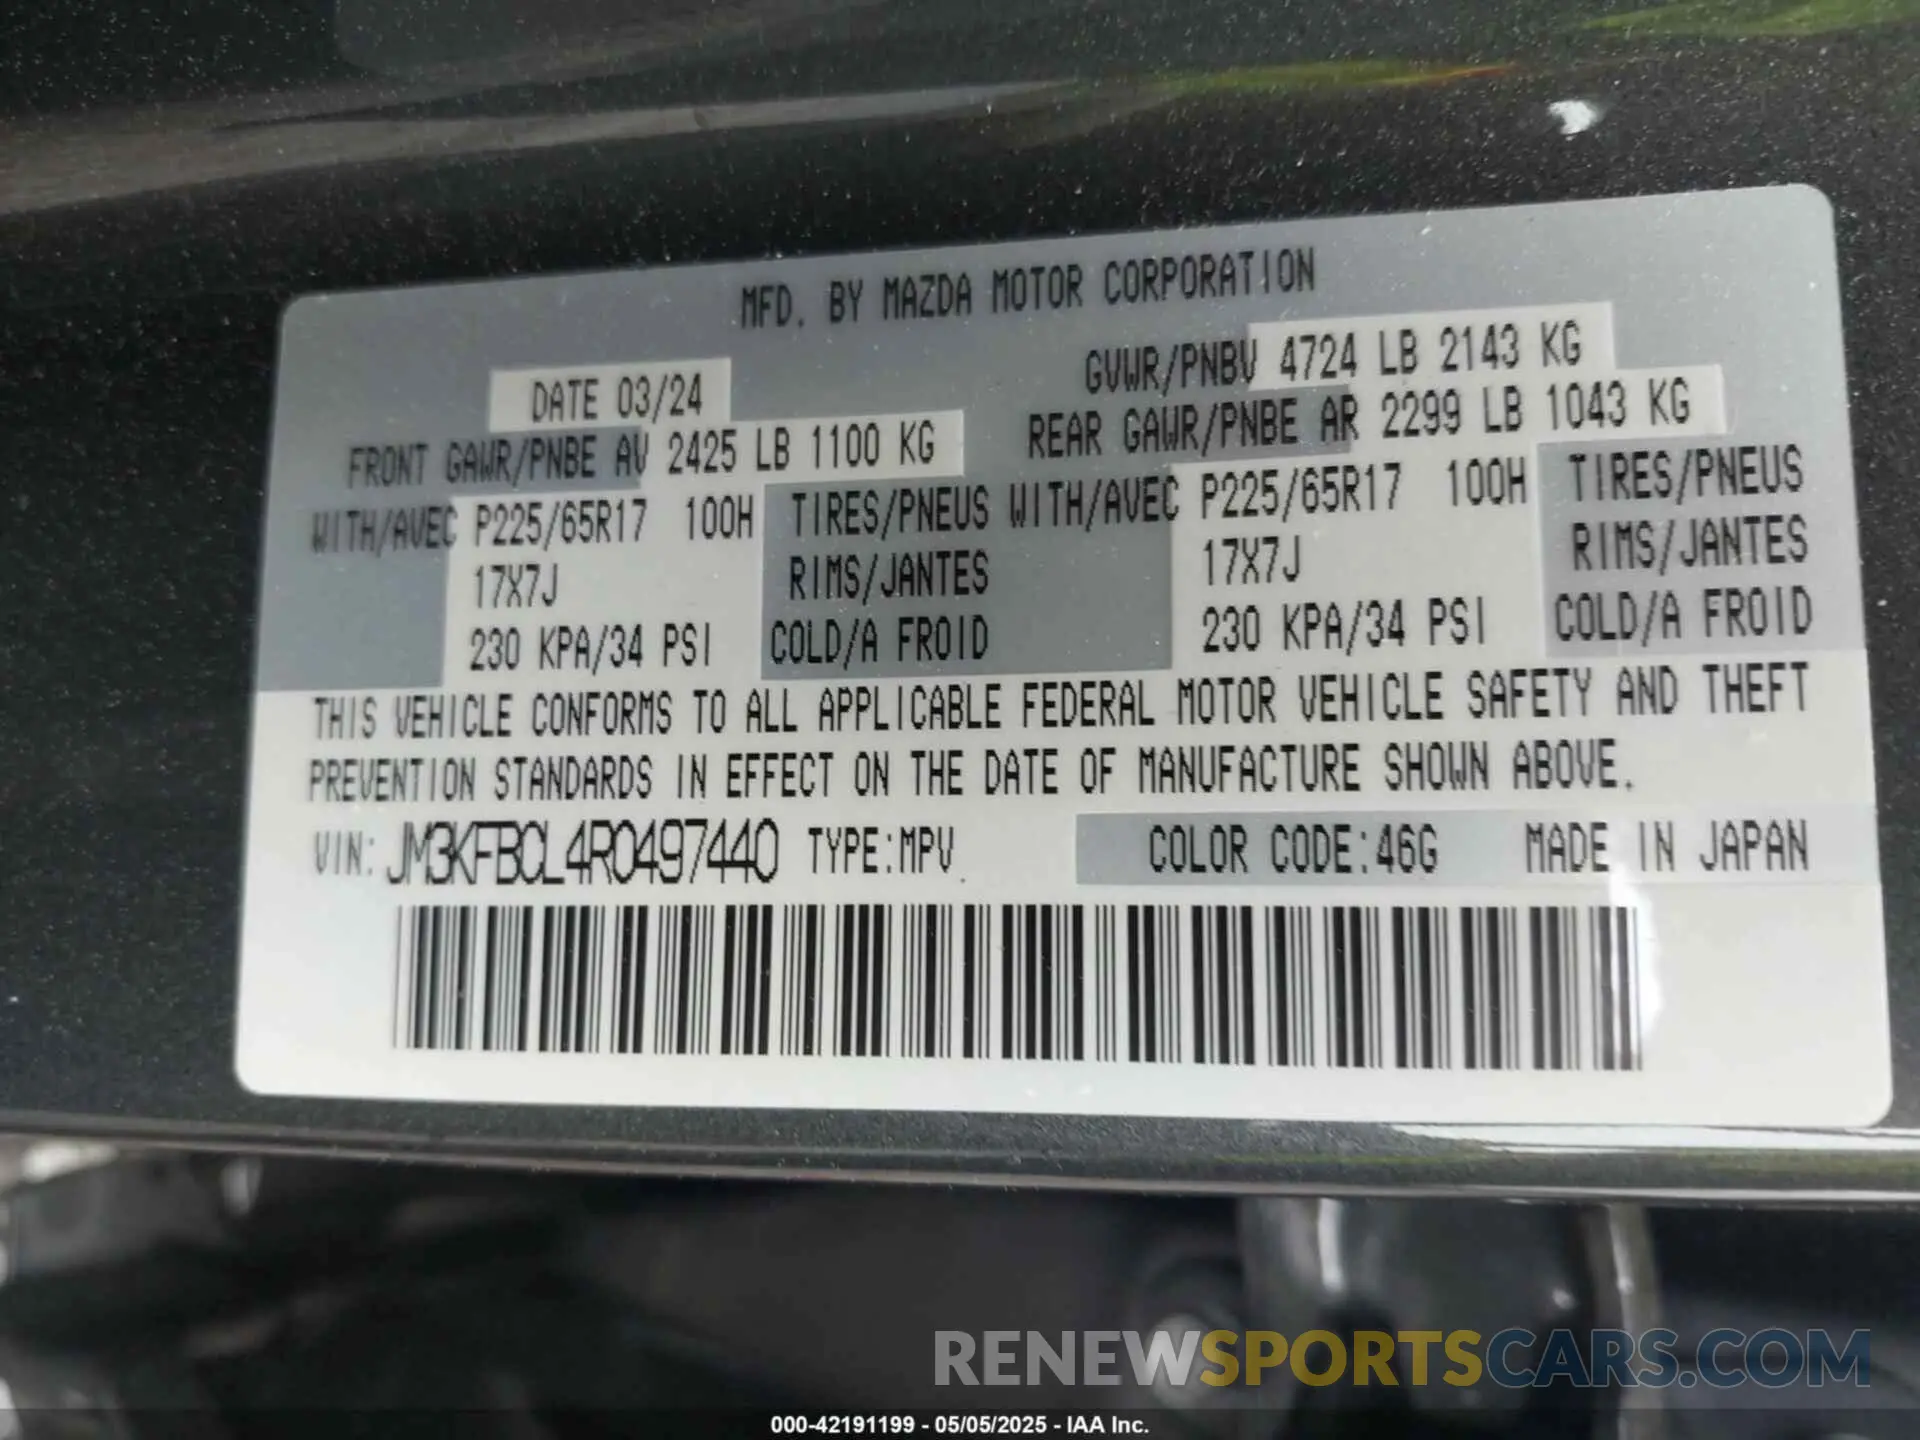 MFD. BY MAZDA MOTOR CORPORATION
DATE 03/24 GVWR/PNBV 4724 LB 2143 KG
FRONT GAWR/PNBE AV 2425 LB 1100 KG REAR GAWR/PNBE AR 2299 LB 1043 KG
WITH/AVEC P225/65R17 100H TIRES/PNEUS WITH/AVEC P225/65R17 100H TIRES/PNEUS
17X7J RIMS/JANTES 17X7J RIMS/JANTES
230 KPA/34 PSI COLD/A FROID 230 KPA/34 PSI COLD/A FROID
THIS VEHICLE CONFORMS TO ALL APPLICABLE FEDERAL MOTOR VEHICLE SAFETY AND THEFT
PREVENTION STANDARDS IN EFFECT ON THE DATE OF MANUFACTURE SHOWN ABOVE.
VIN: JM3KFBCL4R0497440 TYPE:MPV COLOR CODE:46G MADE IN JAPAN
RENEWSPORTSCARS.COM
000-42191199 - 05/05/2025 - IAA Inc.